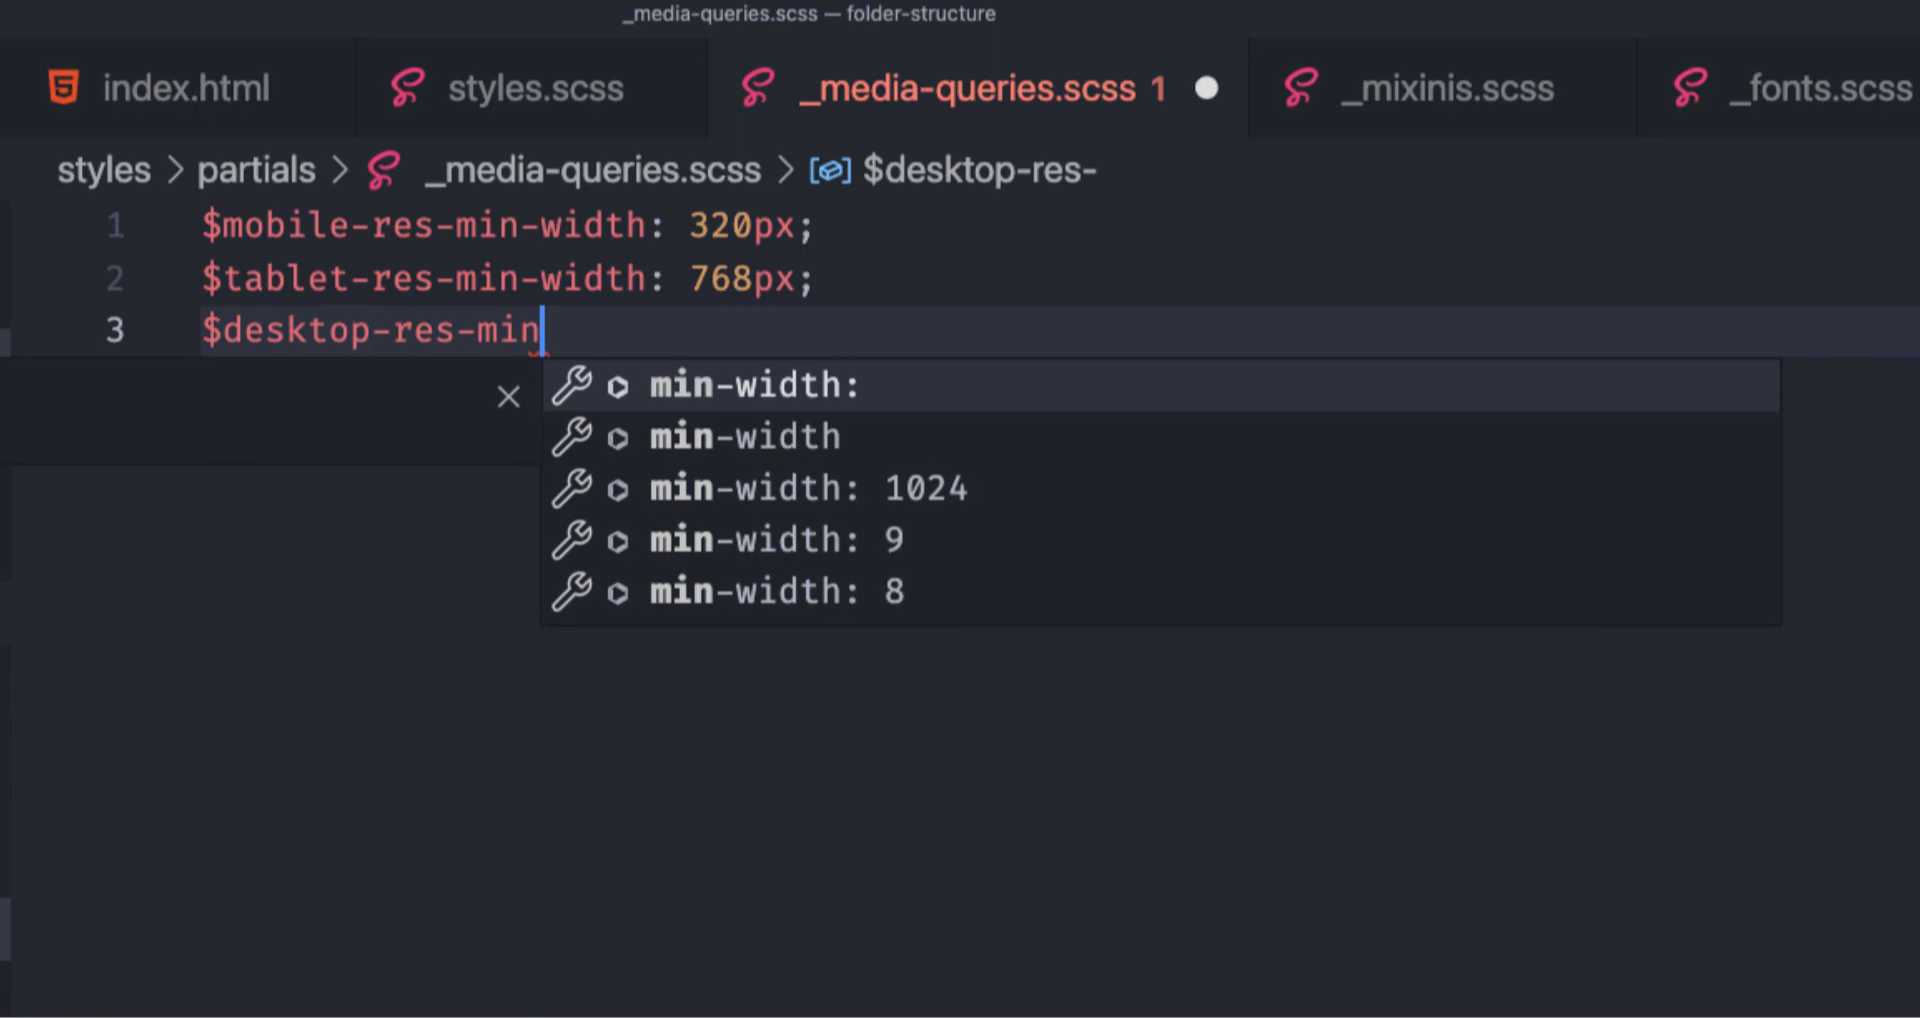 _media-queries.scss — folder-structure
index.html
styles.scss
_media-queries.scss 1
_mixinis.scss
_fonts.scss
styles > partials > _media-queries.scss > $desktop-res-
1 $mobile-res-min-width: 320px;
2 $tablet-res-min-width: 768px;
3 $desktop-res-min
min-width:
min-width
min-width: 1024
min-width: 9
min-width: 8